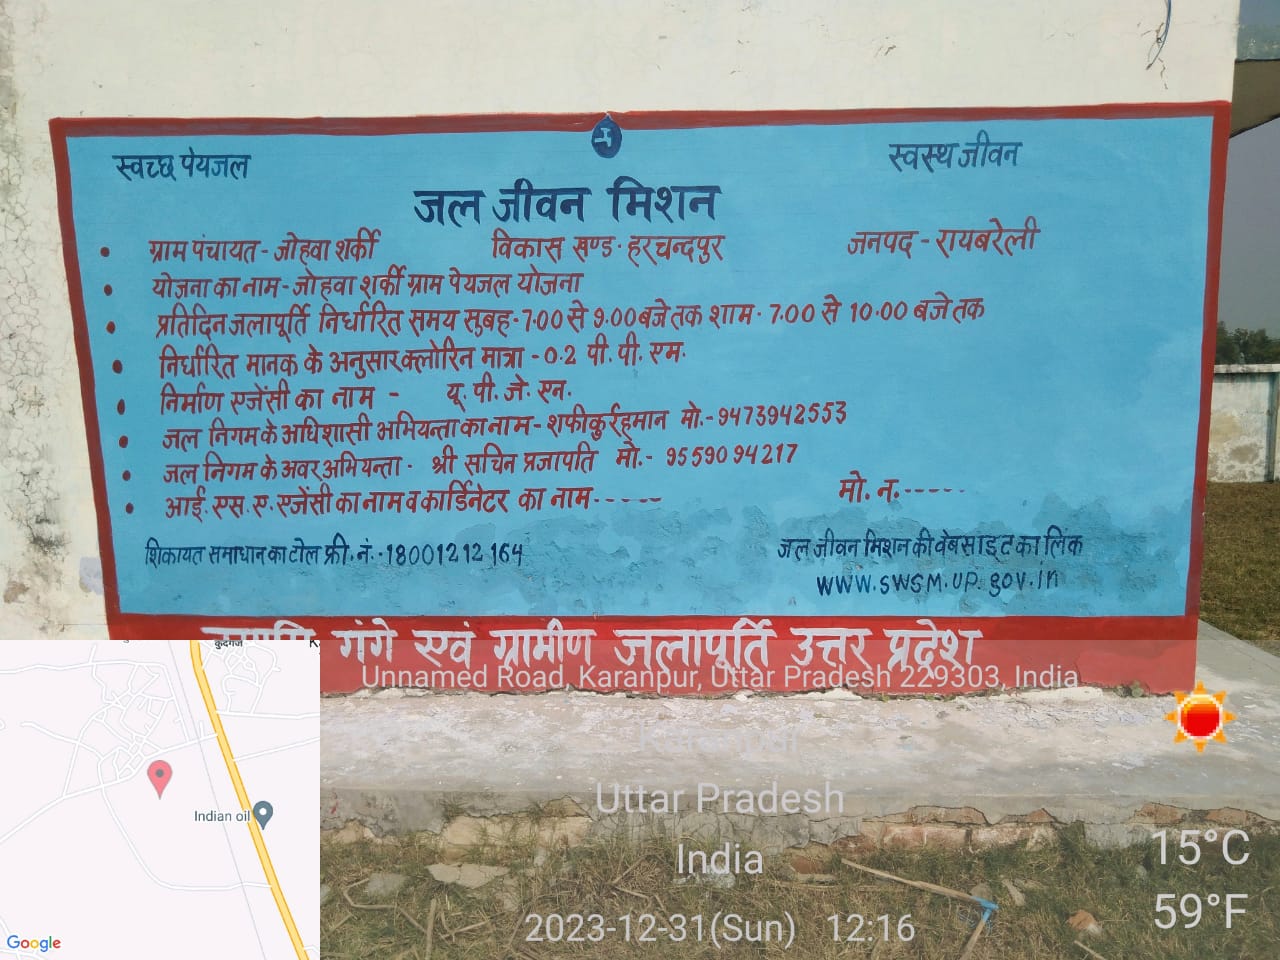 स्वच्छ पेयजल स्वस्थ जीवन
जल जीवन मिशन
• ग्राम पंचायत - जोहवा शर्की विकास खण्ड - हरचन्दपुर जनपद - रायबरेली
• योजना का नाम - जोहवा शर्की ग्राम पेयजल योजना
• प्रतिदिन जलापूर्ति निर्धारित समय सुबह - 7.00 से 9.00 बजे तक शाम - 7.00 से 10.00 बजे तक
• निर्धारित मानक के अनुसार क्लोरिन मात्रा - 0.2 पी. पी. एम.
• निर्माण एजेंसी का नाम - यू. पी. जे. एन.
• जल निगम के अधिशासी अभियन्ता का नाम - शफीकुर्रहमान मो. - 9473942553
• जल निगम के अवर अभियन्ता - श्री सचिन प्रजापति मो. - 9559094217
• आई. एस. ए. एजेंसी का नाम व कार्डिनेटर का नाम ----- मो. न. -----
शिकायत समाधान का टोल फ्री. नं. - 18001212164 जल जीवन मिशन की वेबसाइट का लिंक
www.swsm.up.gov.in
गंगे एवं ग्रामीण जलापूर्ति उत्तर प्रदेश
Unnamed Road, Karanpur, Uttar Pradesh 229303, India
Uttar Pradesh
India
2023-12-31(Sun) 12:16
15°C
59°F
कुदगंज
Indian oil
Google